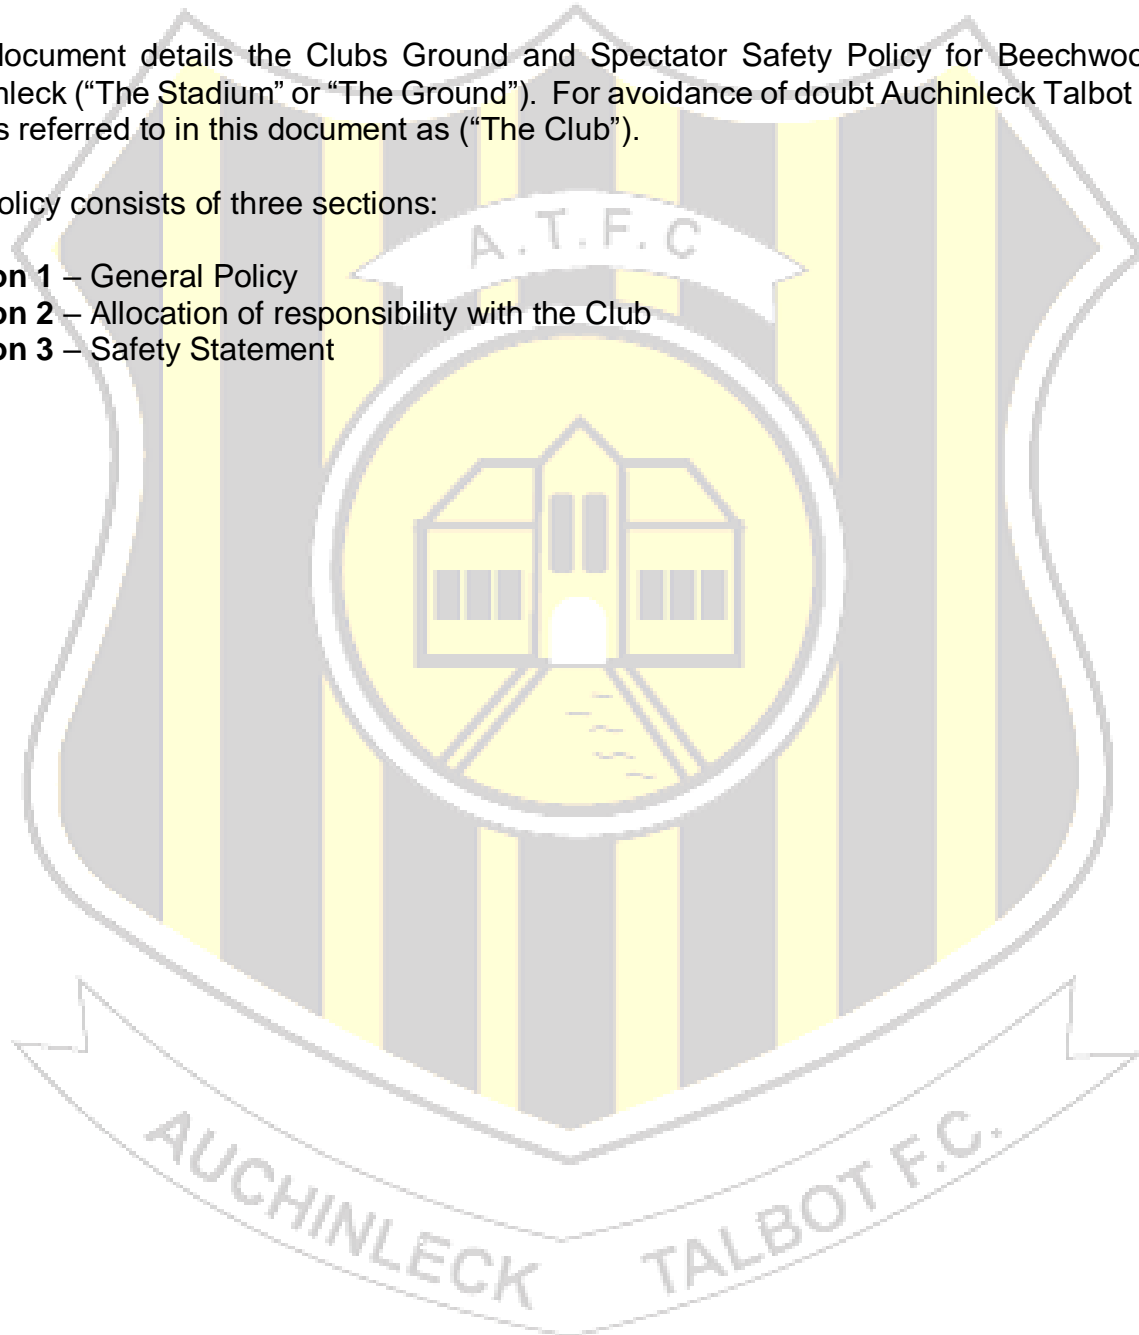 ocument details the Clubs Ground and Spectator Safety Policy for Beechwoo
nleck (“The Stadium” or “The Ground”). For avoidance of doubt Auchinleck Talbot
s referred to in this document as (“The Club”).
olicy consists of three sections:
A.T.F.C
on 1 – General Policy
on 2 – Allocation of responsibility with the Club
on 3 – Safety Statement
AUCHINLECK TALBOT F.C.